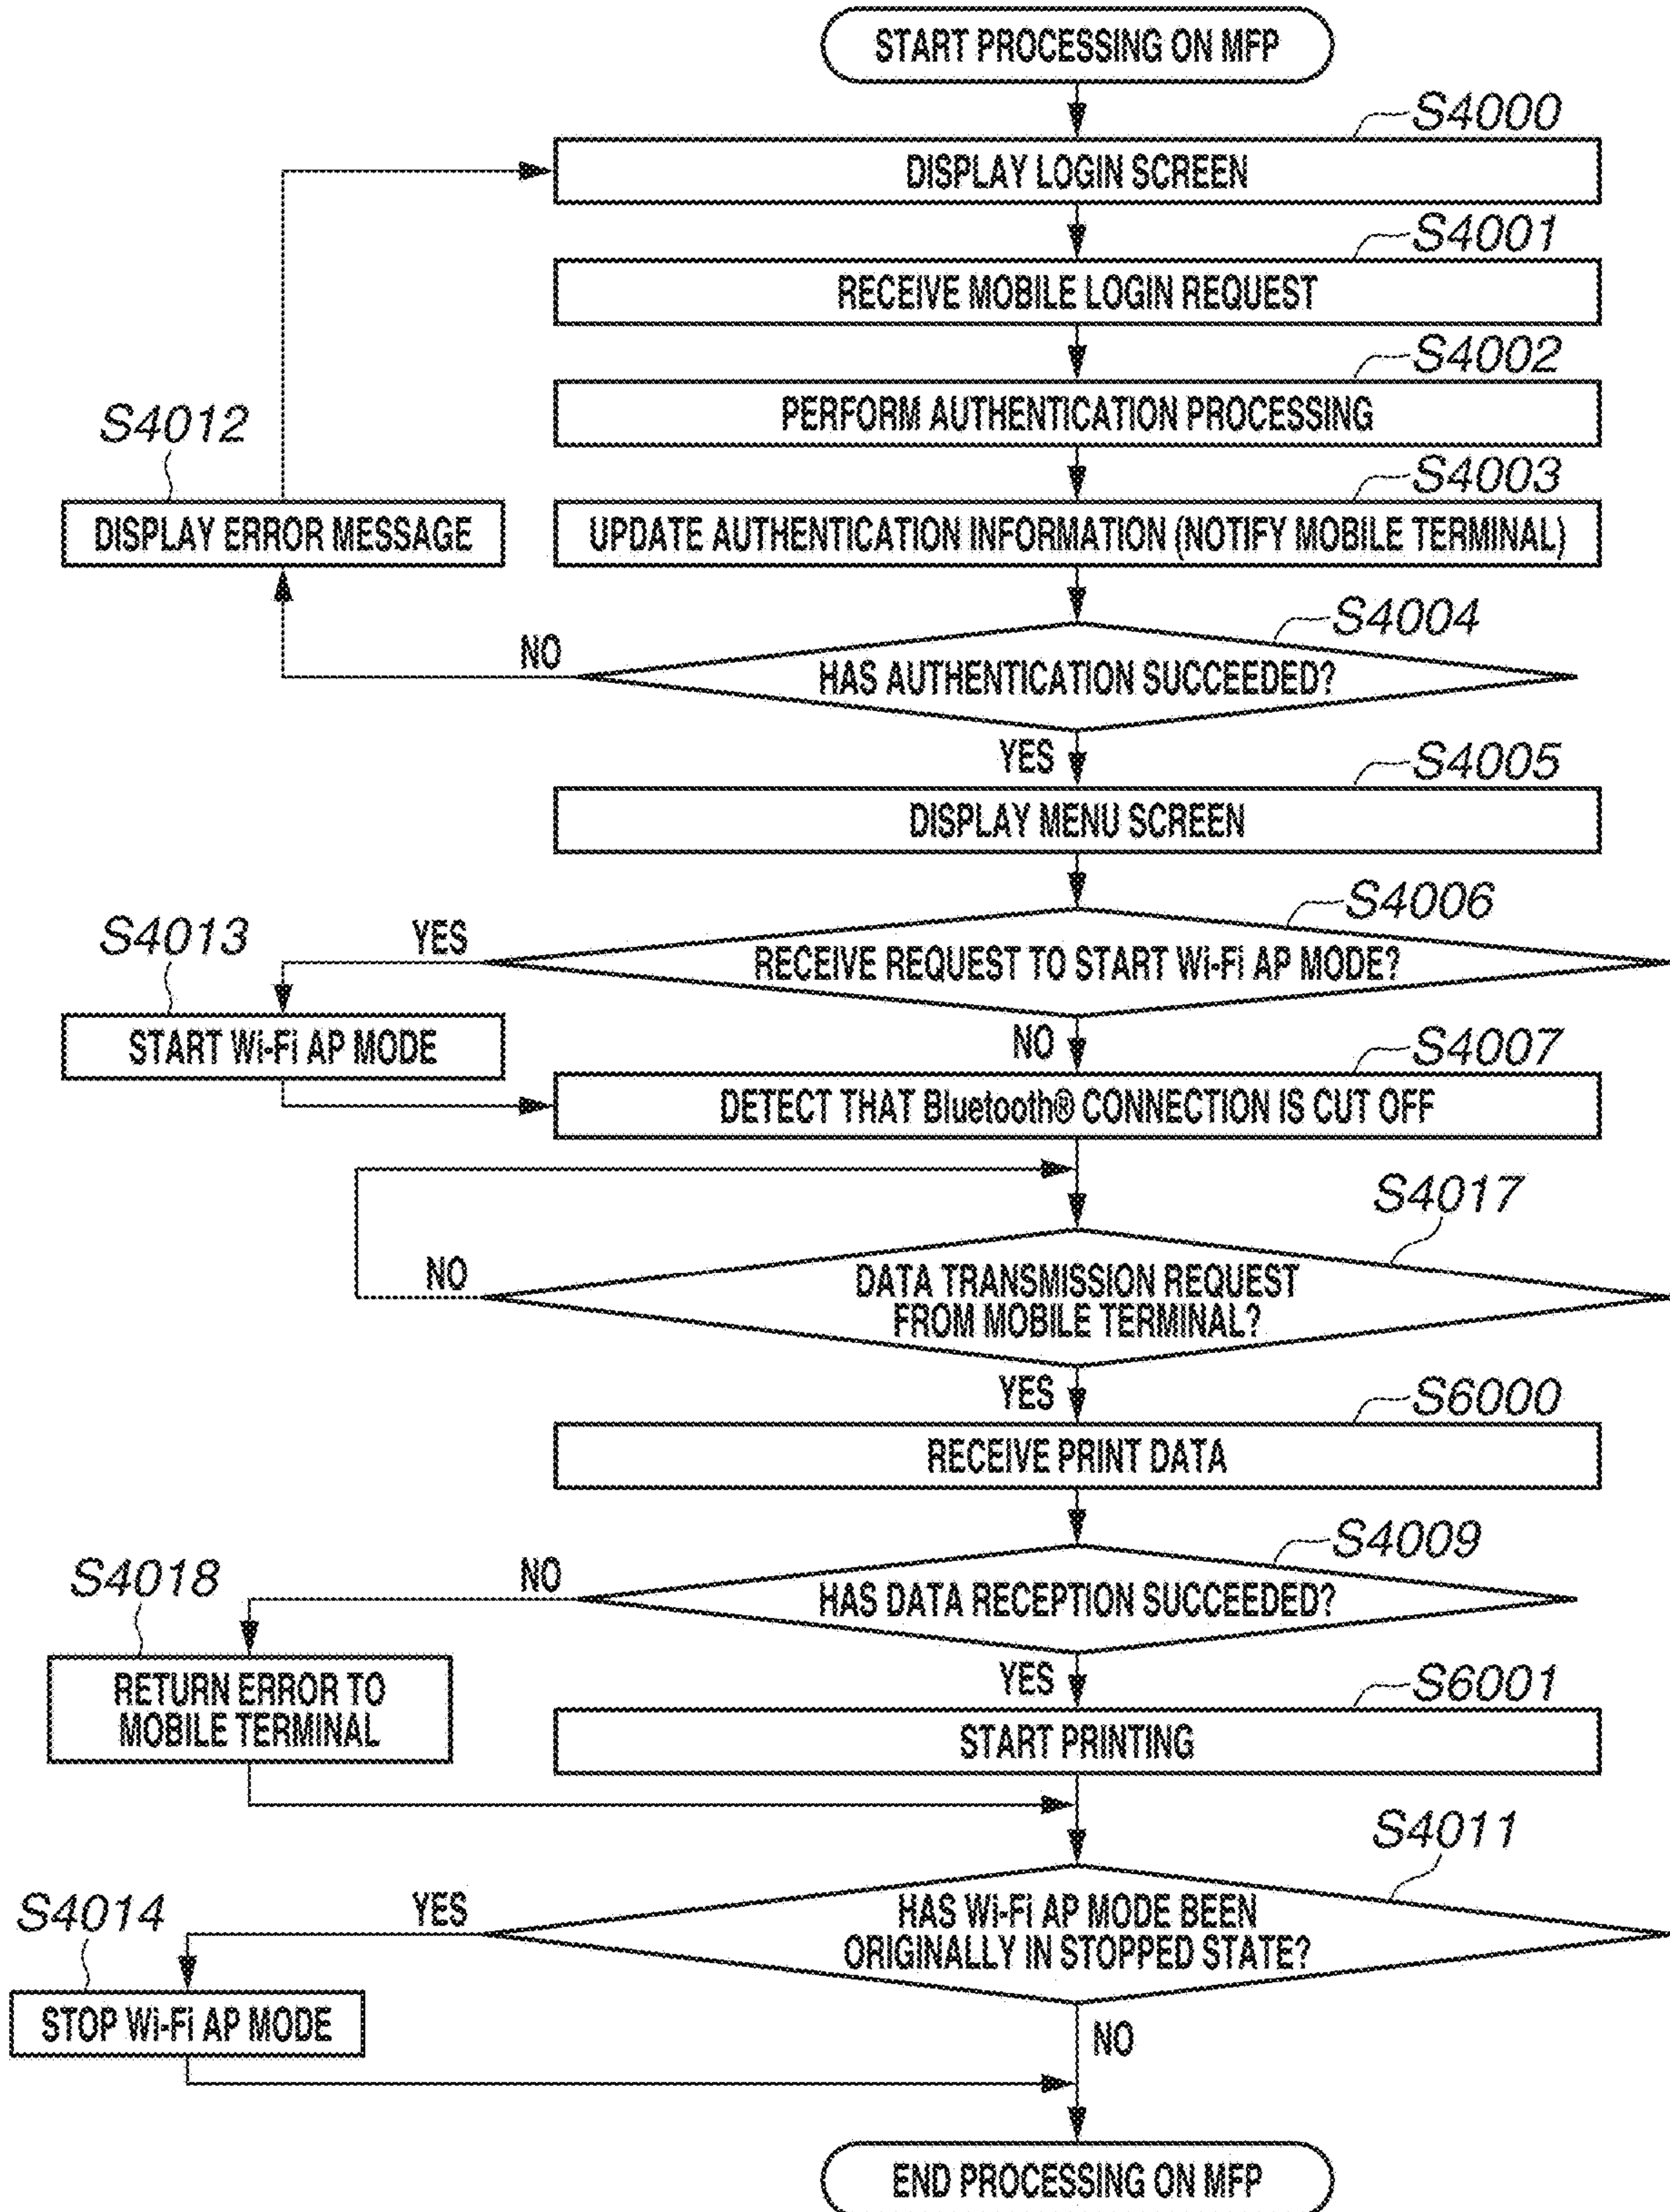 START PROCESSING ON MFP
S4000
DISPLAY LOGIN SCREEN
S4001
RECEIVE MOBILE LOGIN REQUEST
S4002
PERFORM AUTHENTICATION PROCESSING
S4012
S4003
DISPLAY ERROR MESSAGE
UPDATE AUTHENTICATION INFORMATION (NOTIFY MOBILE TERMINAL)
S4004
NO
HAS AUTHENTICATION SUCCEEDED?
YES
S4005
DISPLAY MENU SCREEN
S4006
S4013
YES
RECEIVE REQUEST TO START Wi-Fi AP MODE?
START Wi-Fi AP MODE
NO
S4007
DETECT THAT Bluetooth® CONNECTION IS CUT OFF
S4017
NO
DATA TRANSMISSION REQUEST
FROM MOBILE TERMINAL?
YES
S6000
RECEIVE PRINT DATA
S4009
S4018
NO
HAS DATA RECEPTION SUCCEEDED?
RETURN ERROR TO
MOBILE TERMINAL
YES
S6001
START PRINTING
S4011
S4014
YES
HAS Wi-Fi AP MODE BEEN
ORIGINALLY IN STOPPED STATE?
STOP Wi-Fi AP MODE
NO
END PROCESSING ON MFP